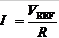 I = V_REF / R